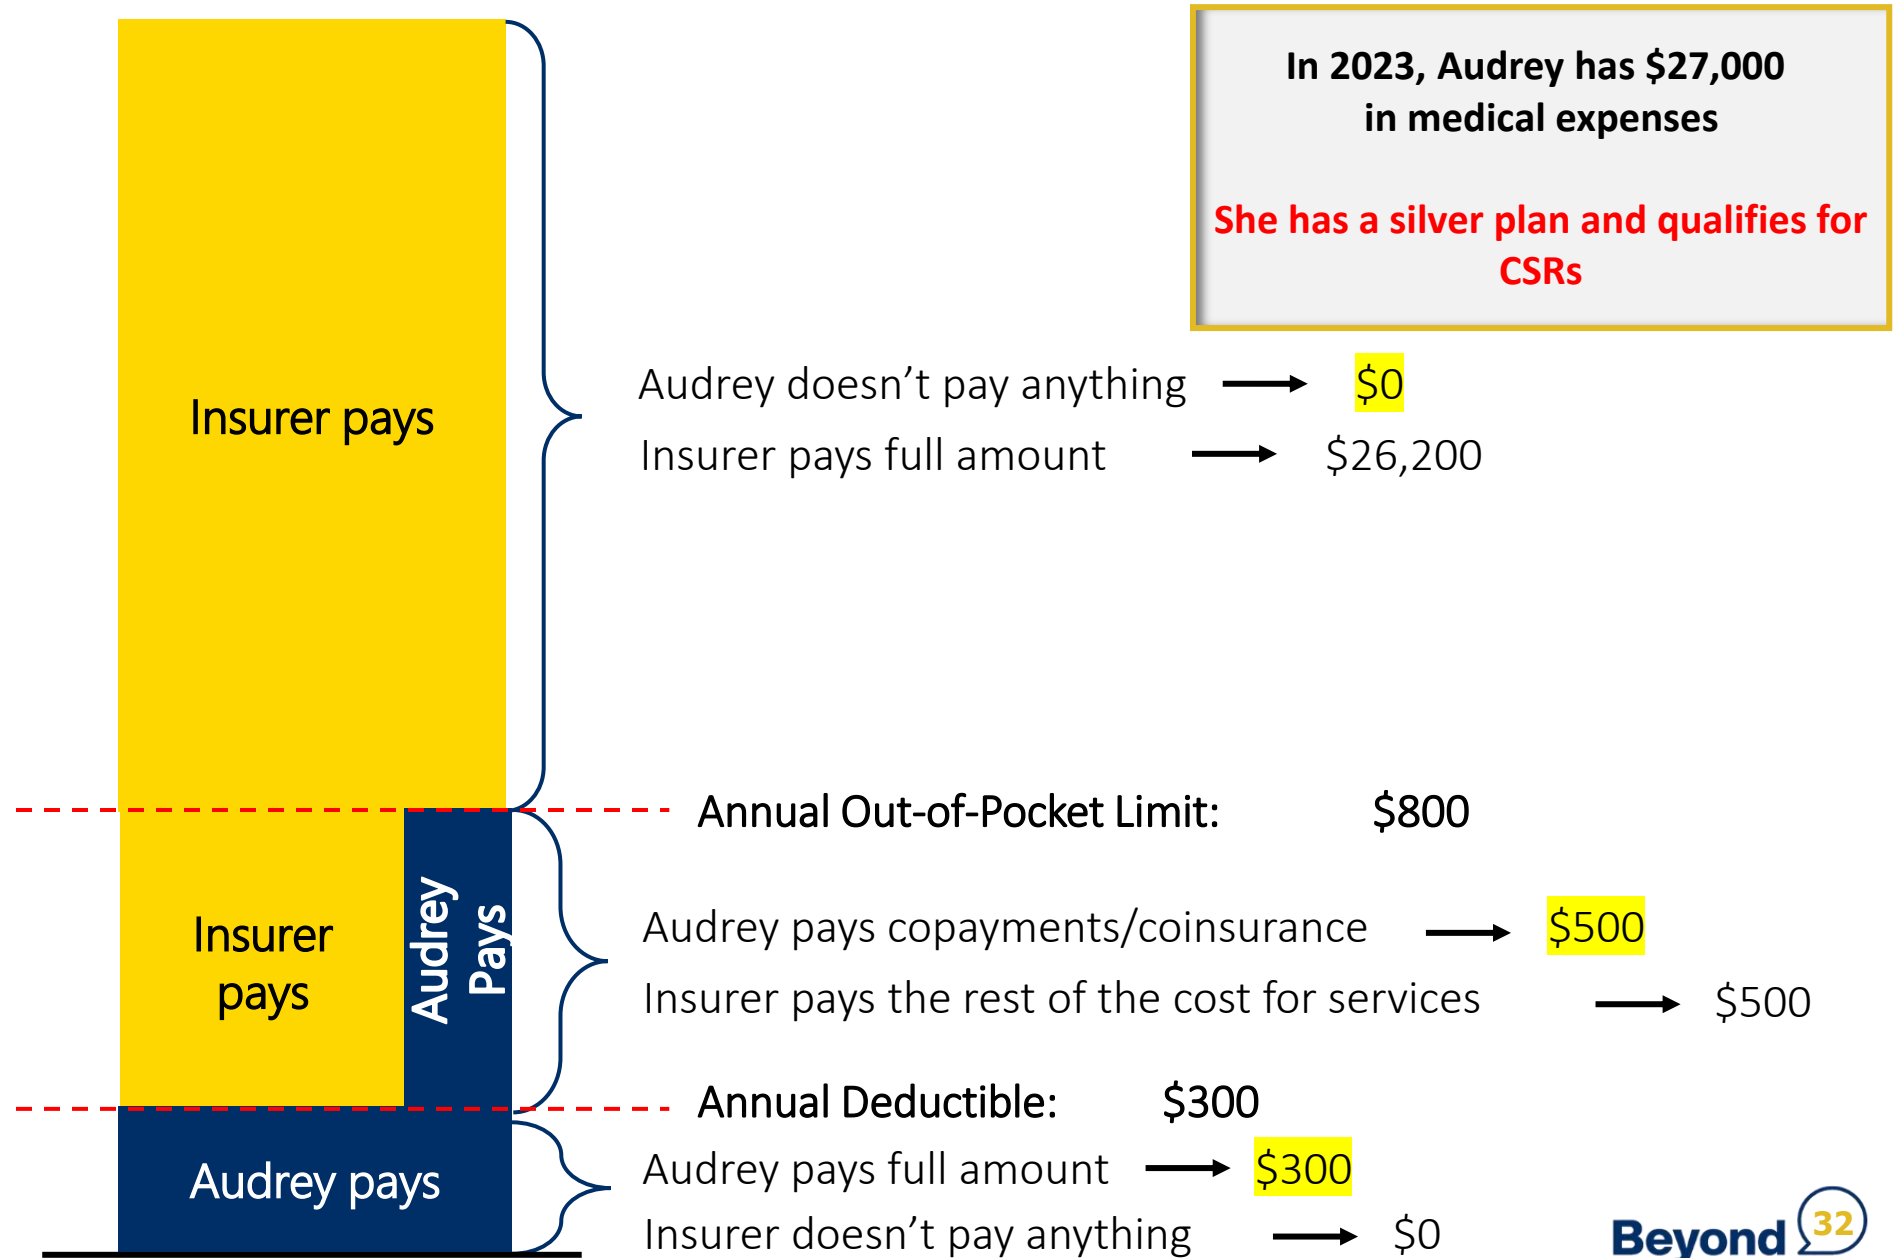 In 2023, Audrey has $27,000
in medical expenses
She has a silver plan and qualifies for
CSRs
Insurer pays
Audrey doesn’t pay anything $0
Insurer pays full amount $26,200
Annual Out-of-Pocket Limit: $800
Insurer
pays
Audrey
Pays
Audrey pays copayments/coinsurance $500
Insurer pays the rest of the cost for services $500
Annual Deductible: $300
Audrey pays
Audrey pays full amount $300
Insurer doesn’t pay anything $0
Beyond 32